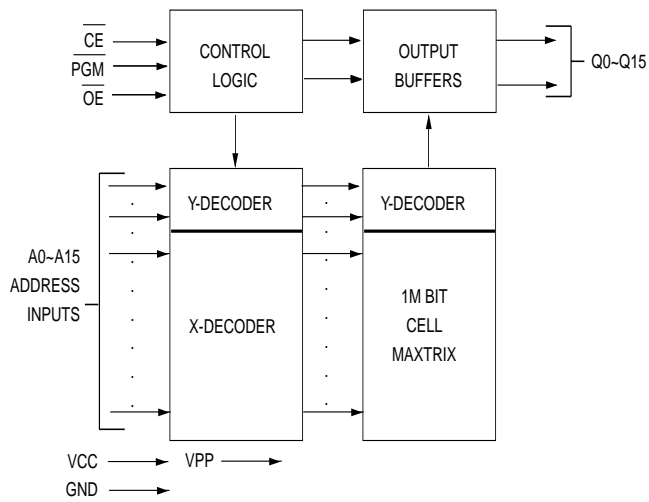 CE
PGM
OE
CONTROL
LOGIC
OUTPUT
BUFFERS
Q0~Q15
A0~A15
ADDRESS
INPUTS
Y-DECODER
X-DECODER
Y-DECODER
1M BIT
CELL
MAXTRIX
VCC
VPP
GND